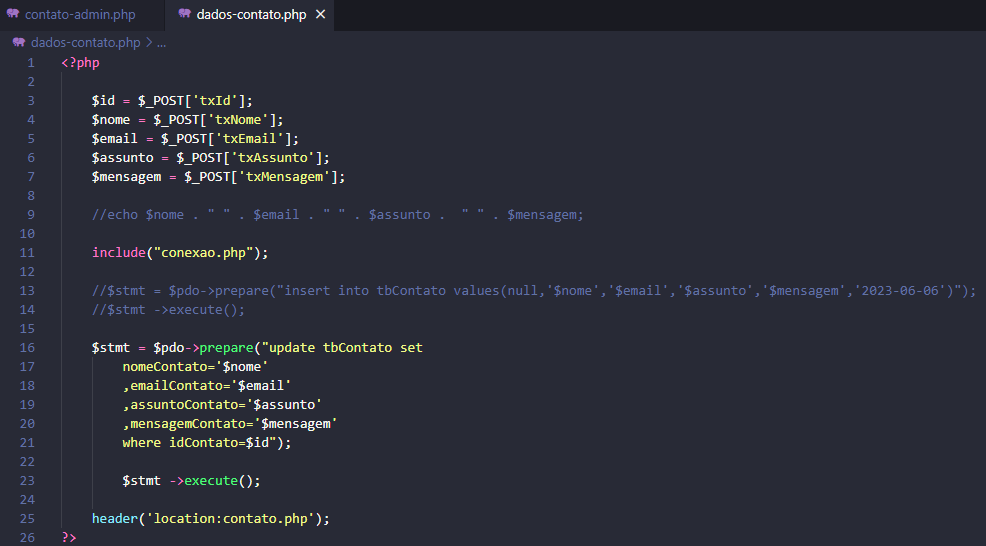 contato-admin.php dados-contato.php ×
dados-contato.php > ...
1 <?php
2
3 $id = $_POST['txId'];
4 $nome = $_POST['txNome'];
5 $email = $_POST['txEmail'];
6 $assunto = $_POST['txAssunto'];
7 $mensagem = $_POST['txMensagem'];
8
9 //echo $nome . " " . $email . " " . $assunto .  " " . $mensagem;
10
11 include("conexao.php");
12
13 //$stmt = $pdo->prepare("insert into tbContato values(null,'$nome','$email','$assunto','$mensagem','2023-06-06')");
14 //$stmt ->execute();
15
16 $stmt = $pdo->prepare("update tbContato set
17 nomeContato='$nome'
18 ,emailContato='$email'
19 ,assuntoContato='$assunto'
20 ,mensagemContato='$mensagem'
21 where idContato=$id");
22
23 $stmt ->execute();
24
25 header('location:contato.php');
26 ?>